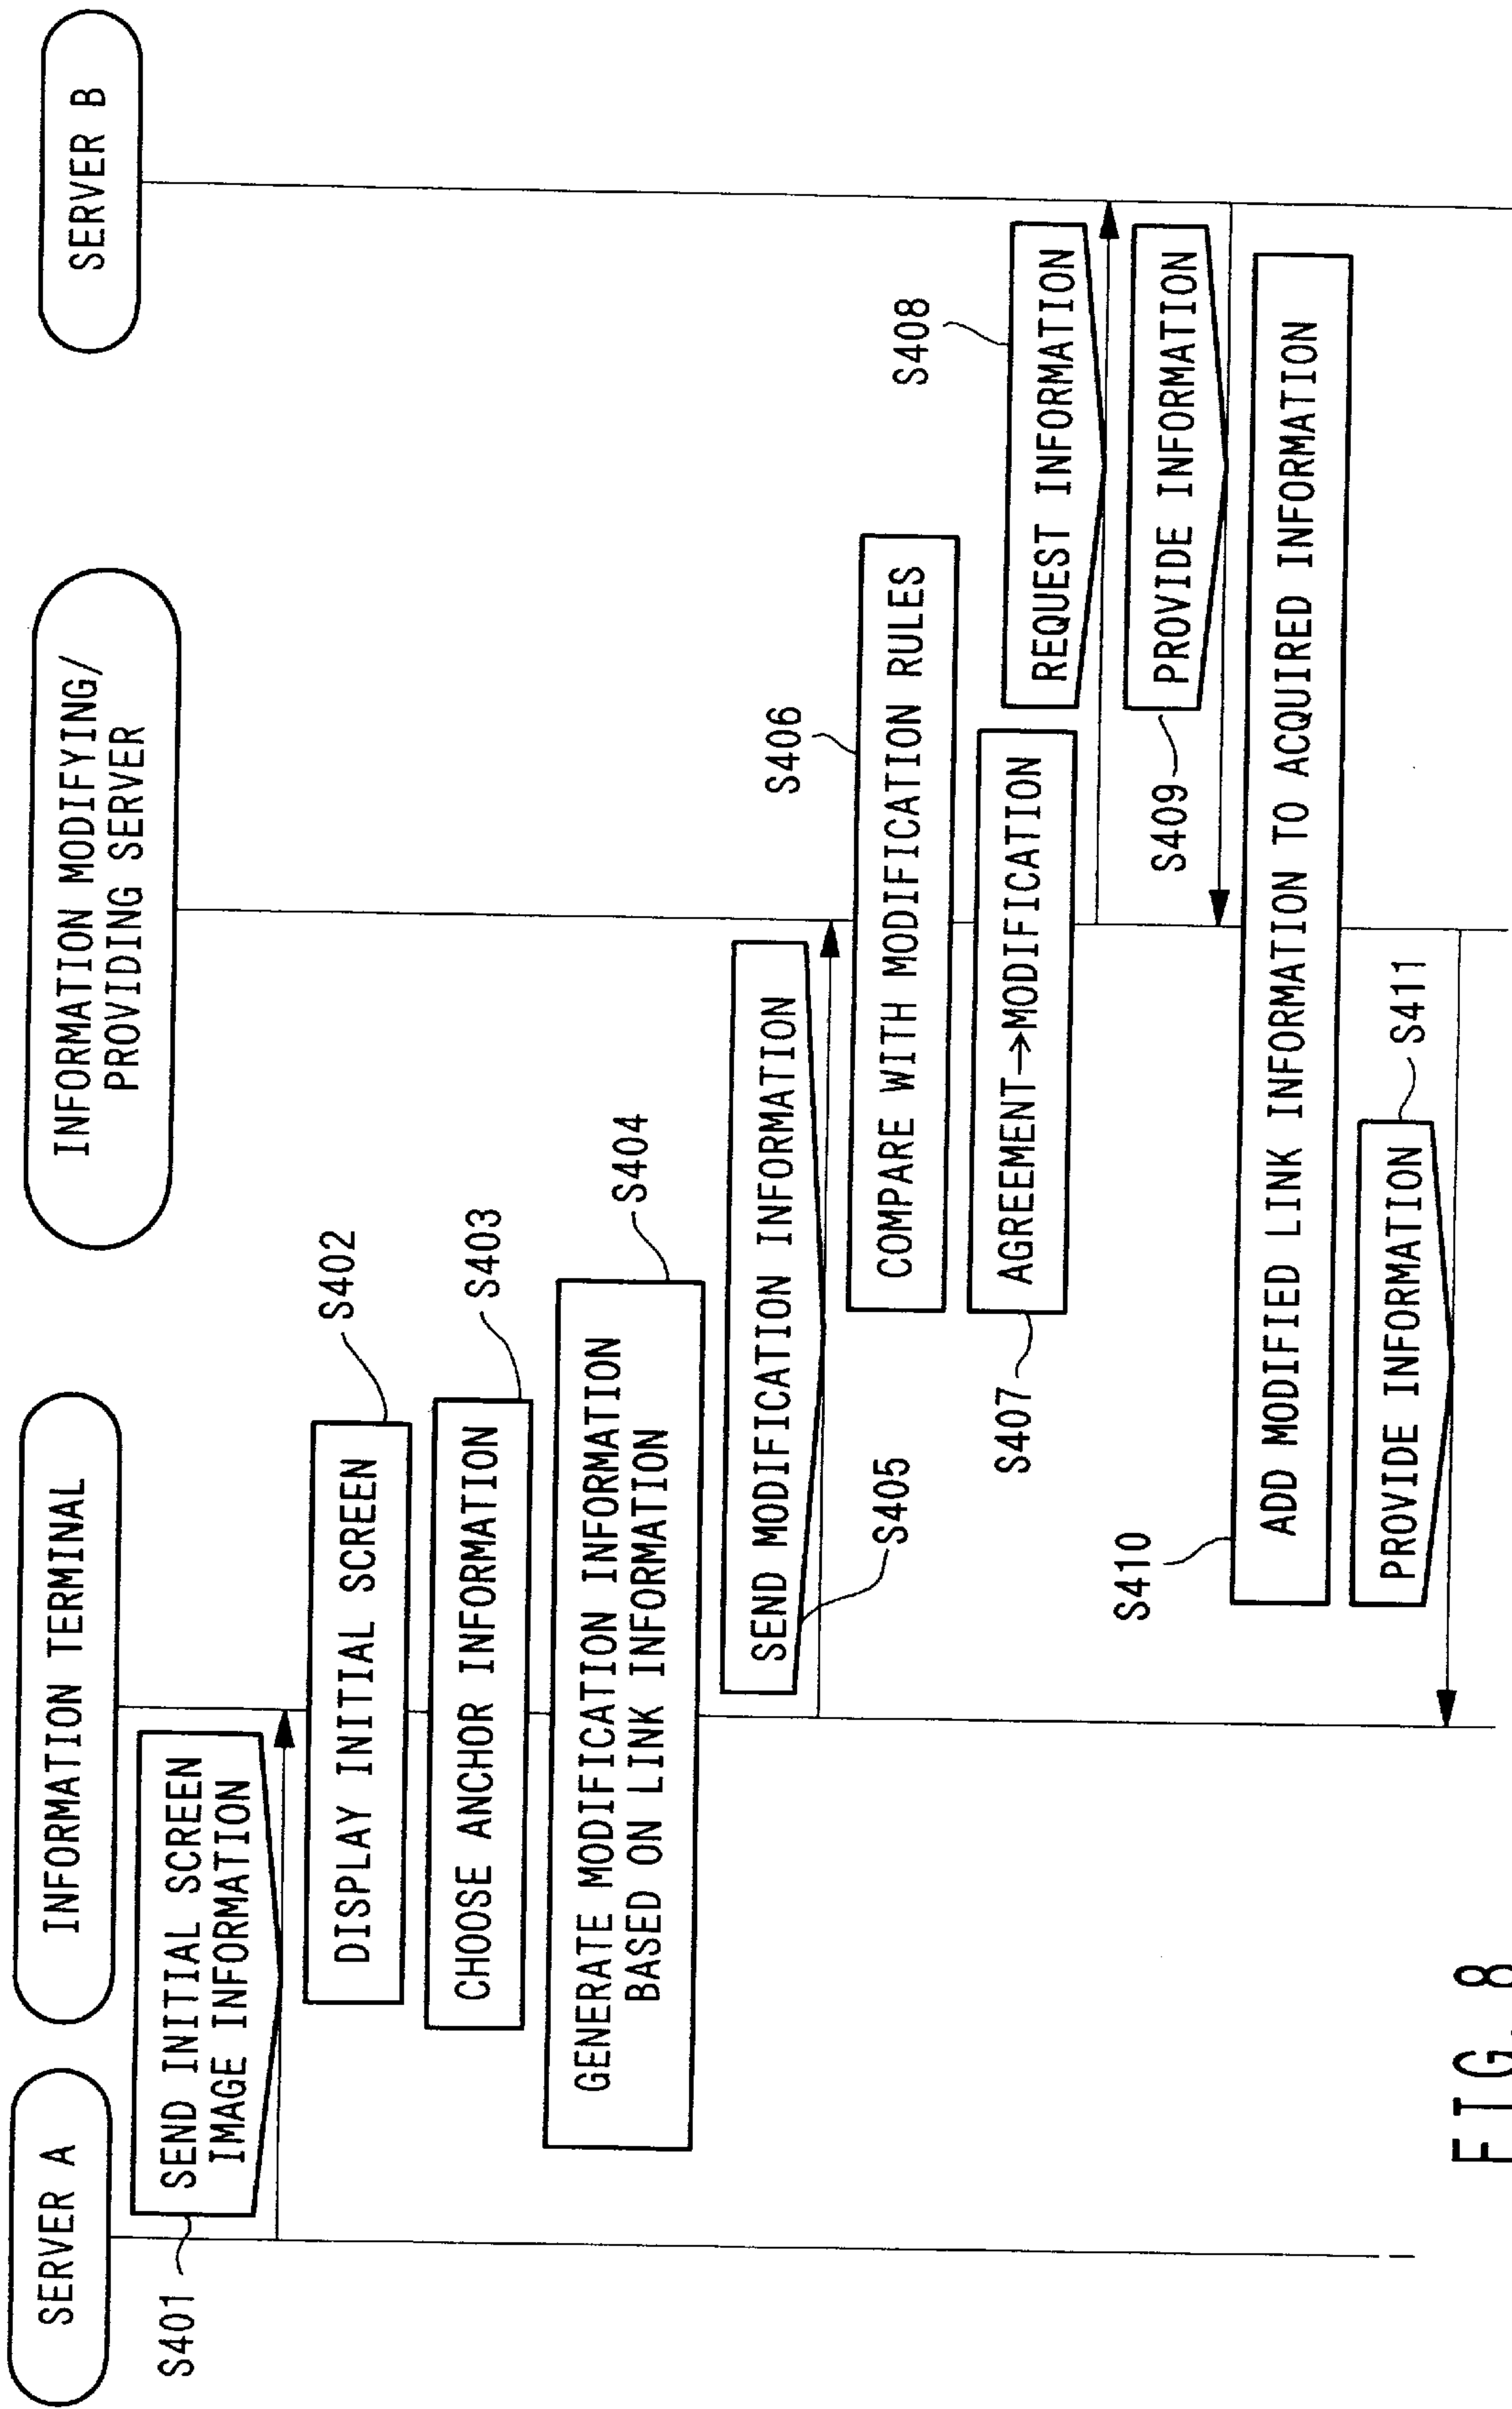 SERVER A
INFORMATION TERMINAL
INFORMATION MODIFYING/
PROVIDING SERVER
SERVER B
S401
SEND INITIAL SCREEN
IMAGE INFORMATION
DISPLAY INITIAL SCREEN
S402
CHOOSE ANCHOR INFORMATION
S403
GENERATE MODIFICATION INFORMATION
BASED ON LINK INFORMATION
S404
SEND MODIFICATION INFORMATION
S405
S406
COMPARE WITH MODIFICATION RULES
S407
AGREEMENT→MODIFICATION
S408
REQUEST INFORMATION
S409
PROVIDE INFORMATION
S410
ADD MODIFIED LINK INFORMATION TO ACQUIRED INFORMATION
PROVIDE INFORMATION
S411
FIG. 8